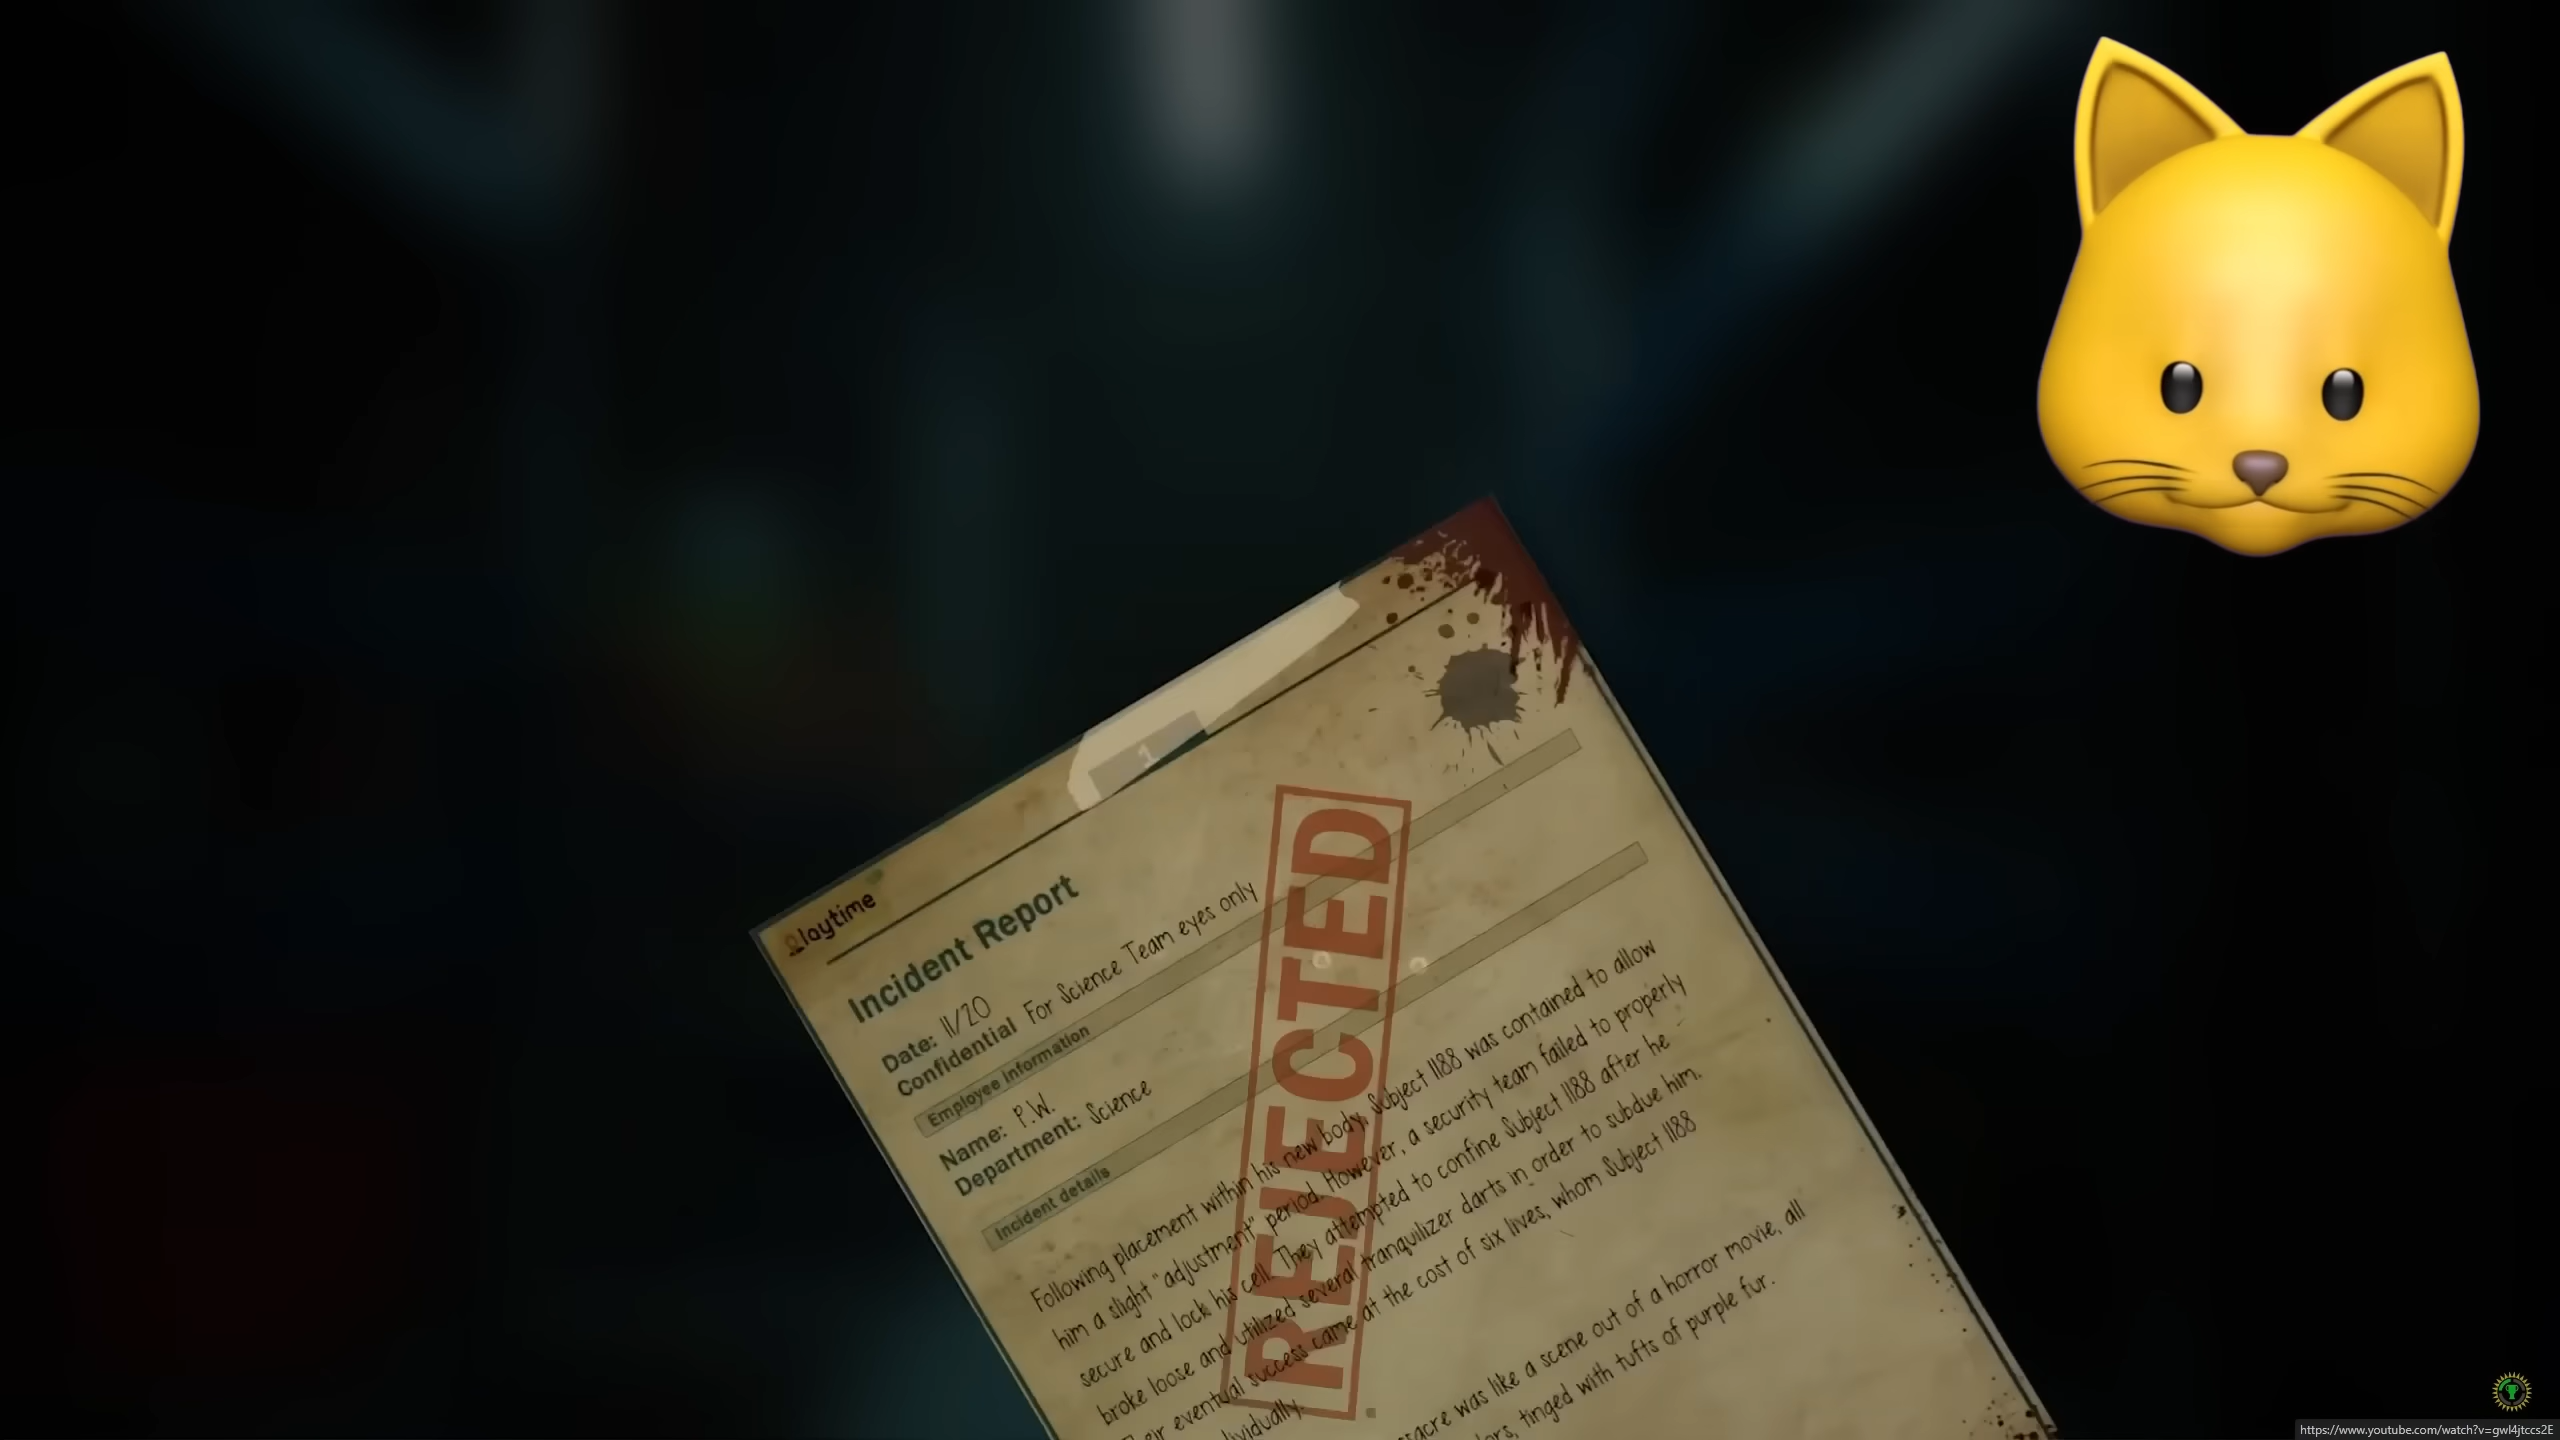 1
Playtime
Incident Report
Date: 11/20
Confidential For Science Team eyes only
Employee Information
Name: P.W.
Department: Science
Incident details
Following placement within his new body, Subject 1188 was contained to allow
him a slight "adjustment" period. However, a security team failed to properly
secure and lock his cell. They attempted to confine Subject 1188 after he
broke loose and utilized several tranquilizer darts in order to subdue him.
Their eventual success came at the cost of six lives, whom Subject 1188
was like a scene out of a horror movie, all
tinged with tufts of purple fur.
REJECTED
https://www.youtube.com/watch?v=gwl4jtccs2E